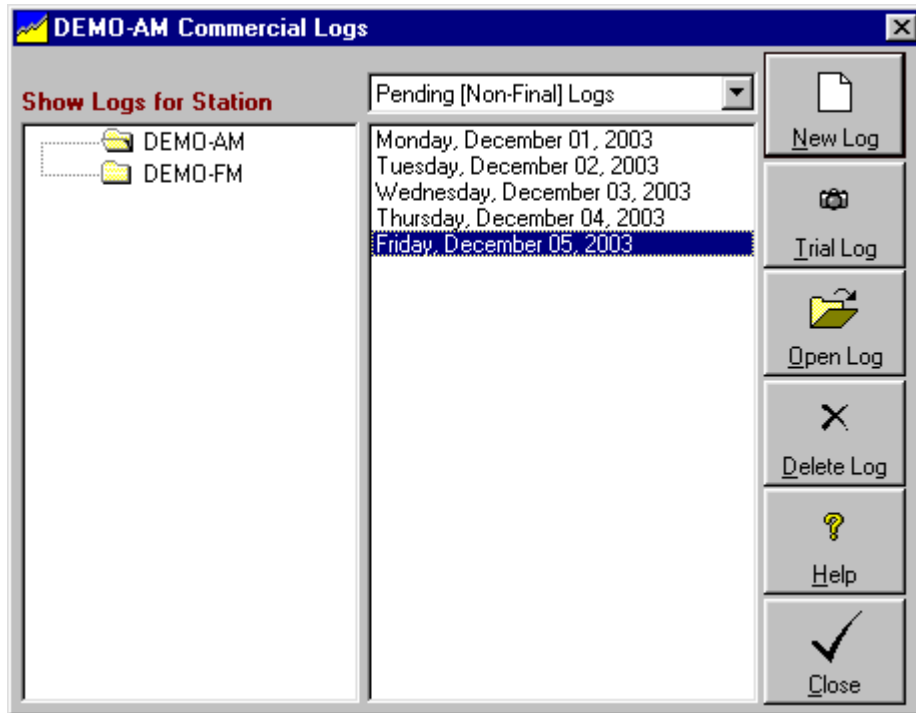 DEMO-AM Commercial Logs
Show Logs for Station
Pending [Non-Final] Logs
DEMO-AM
DEMO-FM
Monday, December 01, 2003
Tuesday, December 02, 2003
Wednesday, December 03, 2003
Thursday, December 04, 2003
Friday, December 05, 2003
New Log
Trial Log
Open Log
Delete Log
Help
Close